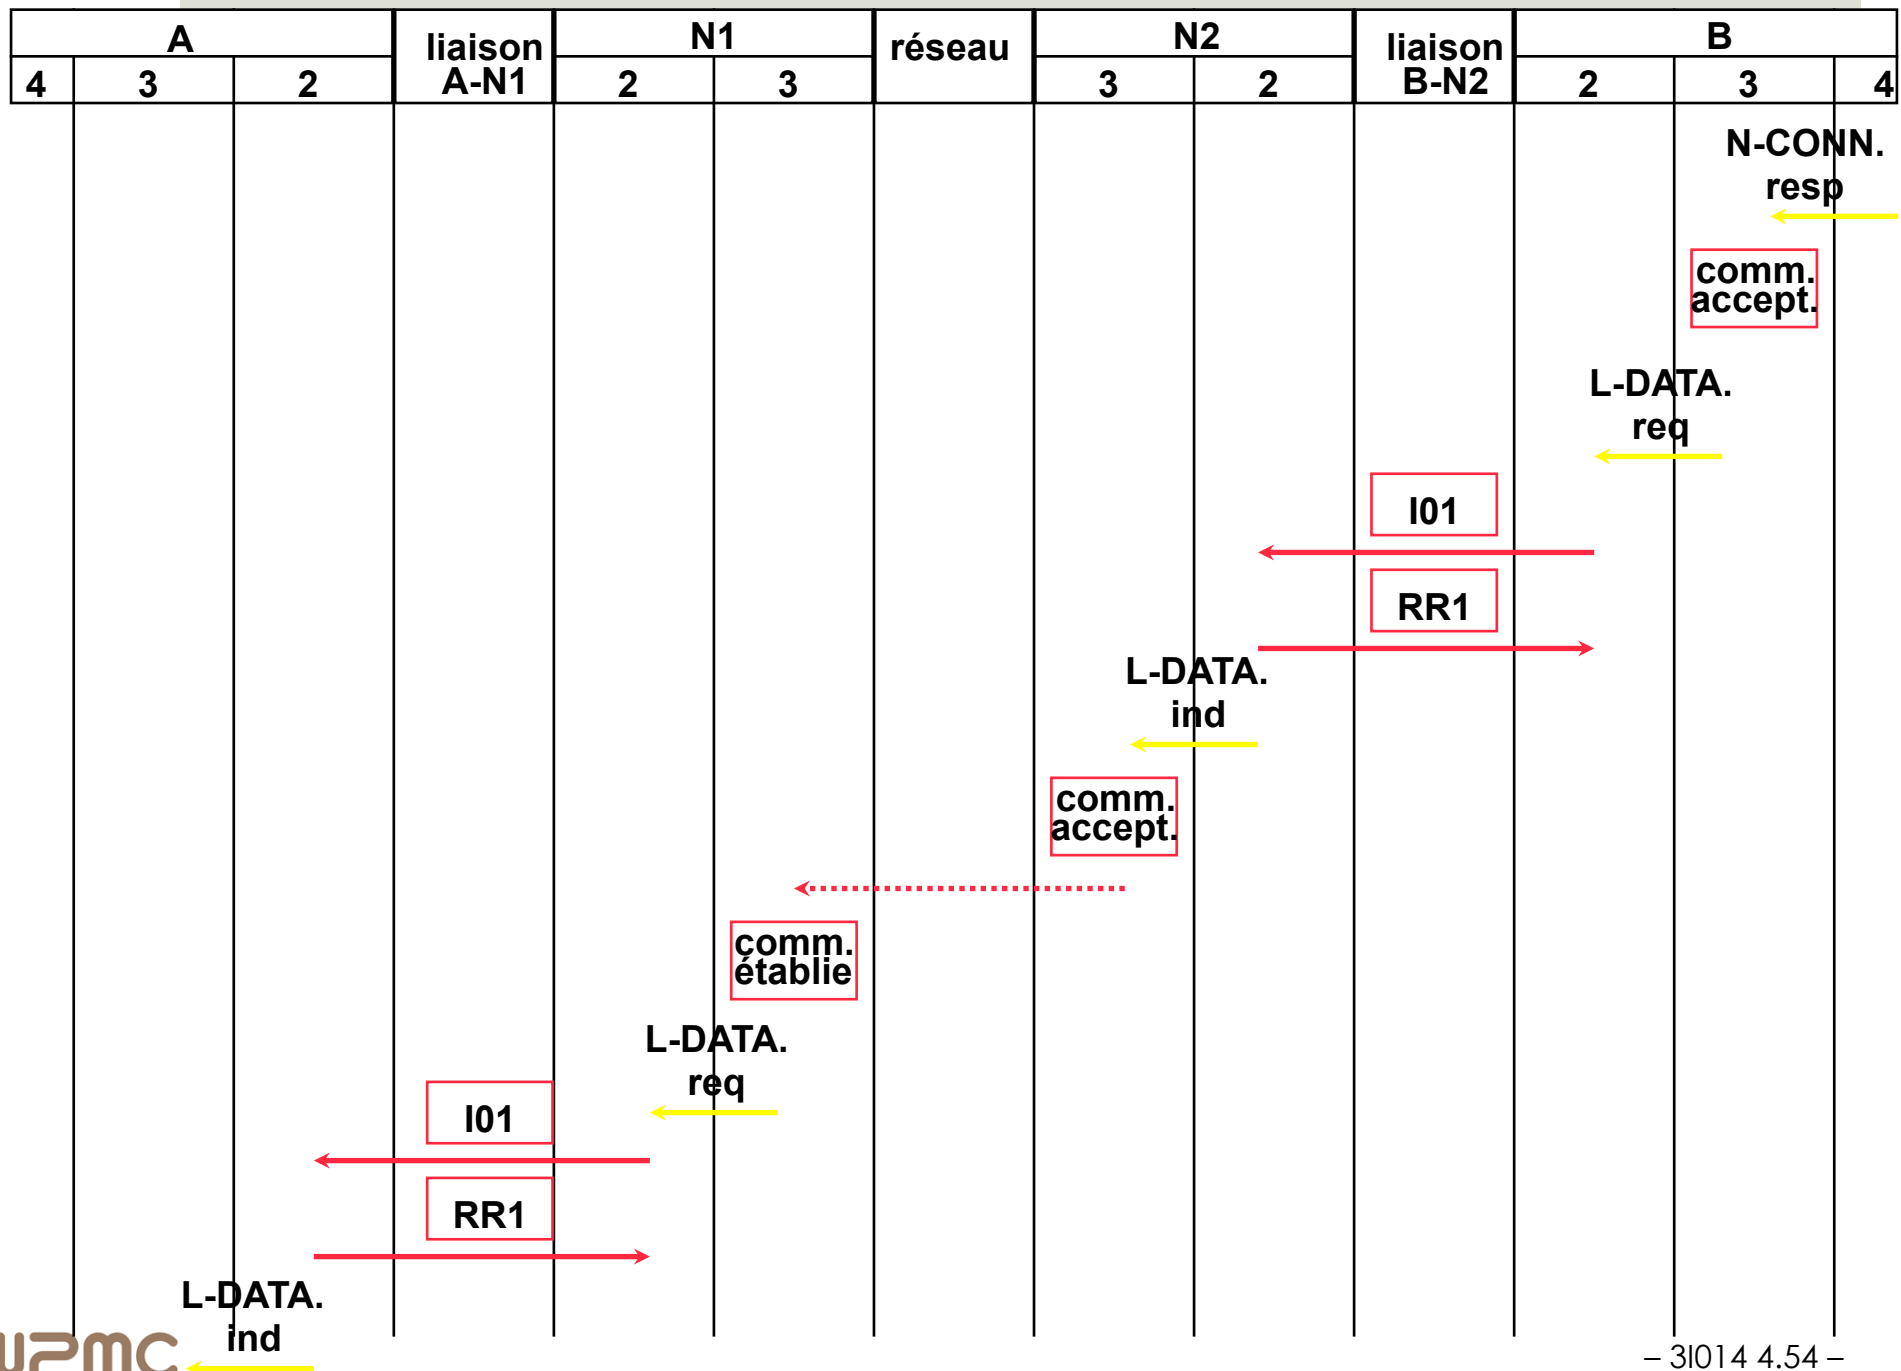 A
liaison
A-N1
N1
réseau
N2
liaison
B-N2
B
4
3
2
2
3
3
2
2
3
4
N-CONN.
resp
comm.
accept.
L-DATA.
req
I01
RR1
L-DATA.
ind
comm.
accept.
comm.
établie
L-DATA.
req
I01
RR1
L-DATA.
ind
UPMC
– 3I014 4.54 –